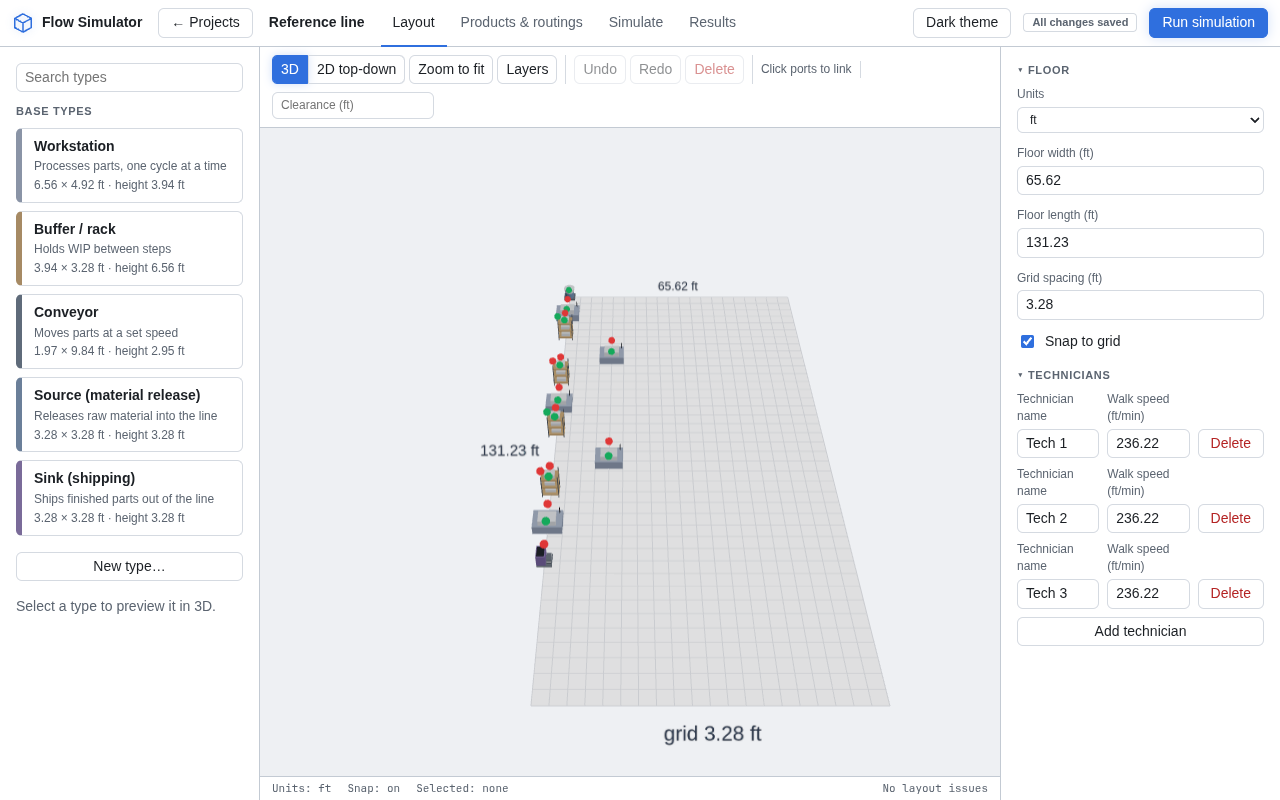 Flow Simulator
← Projects
Reference line
Layout
Products & routings
Simulate
Results
Dark theme
All changes saved
Run simulation
Search types
BASE TYPES
Workstation
Processes parts, one cycle at a time
6.56 × 4.92 ft · height 3.94 ft
Buffer / rack
Holds WIP between steps
3.94 × 3.28 ft · height 6.56 ft
Conveyor
Moves parts at a set speed
1.97 × 9.84 ft · height 2.95 ft
Source (material release)
Releases raw material into the line
3.28 × 3.28 ft · height 3.28 ft
Sink (shipping)
Ships finished parts out of the line
3.28 × 3.28 ft · height 3.28 ft
New type…
Select a type to preview it in 3D.
3D
2D top-down
Zoom to fit
Layers
Undo
Redo
Delete
Click ports to link
Clearance (ft)
65.62 ft
131.23 ft
grid 3.28 ft
Units: ft
Snap: on
Selected: none
No layout issues
FLOOR
Units
ft
Floor width (ft)
65.62
Floor length (ft)
131.23
Grid spacing (ft)
3.28
Snap to grid
TECHNICIANS
Technician name
Walk speed (ft/min)
Tech 1
236.22
Delete
Technician name
Walk speed (ft/min)
Tech 2
236.22
Delete
Technician name
Walk speed (ft/min)
Tech 3
236.22
Delete
Add technician